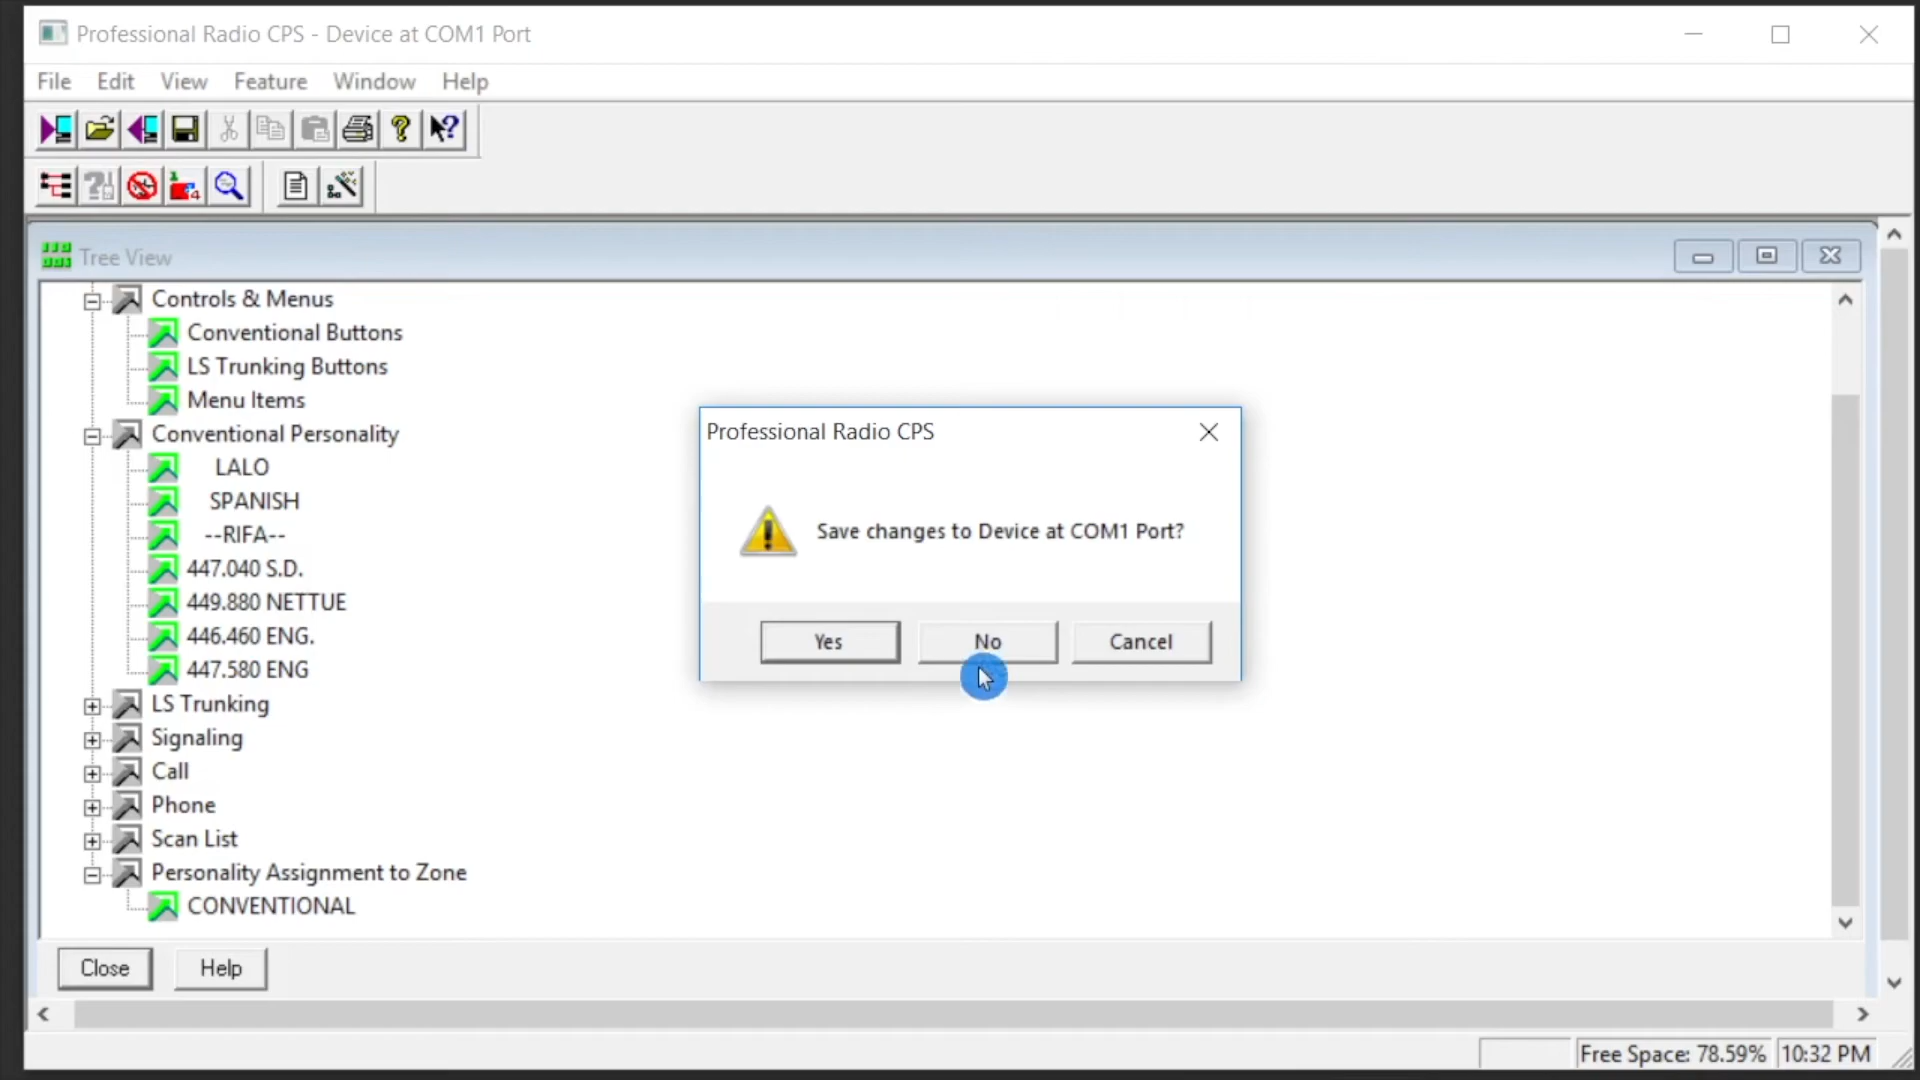 Professional Radio CPS - Device at COM1 Port
File Edit View Feature Window Help
Tree View
Controls & Menus
Conventional Buttons
LS Trunking Buttons
Menu Items
Conventional Personality
LALO
SPANISH
--RIFA--
447.040 S.D.
449.880 NETTUE
446.460 ENG.
447.580 ENG
LS Trunking
Signaling
Call
Phone
Scan List
Personality Assignment to Zone
CONVENTIONAL
Professional Radio CPS
Save changes to Device at COM1 Port?
Yes No Cancel
Close Help
Free Space: 78.59% 10:32 PM